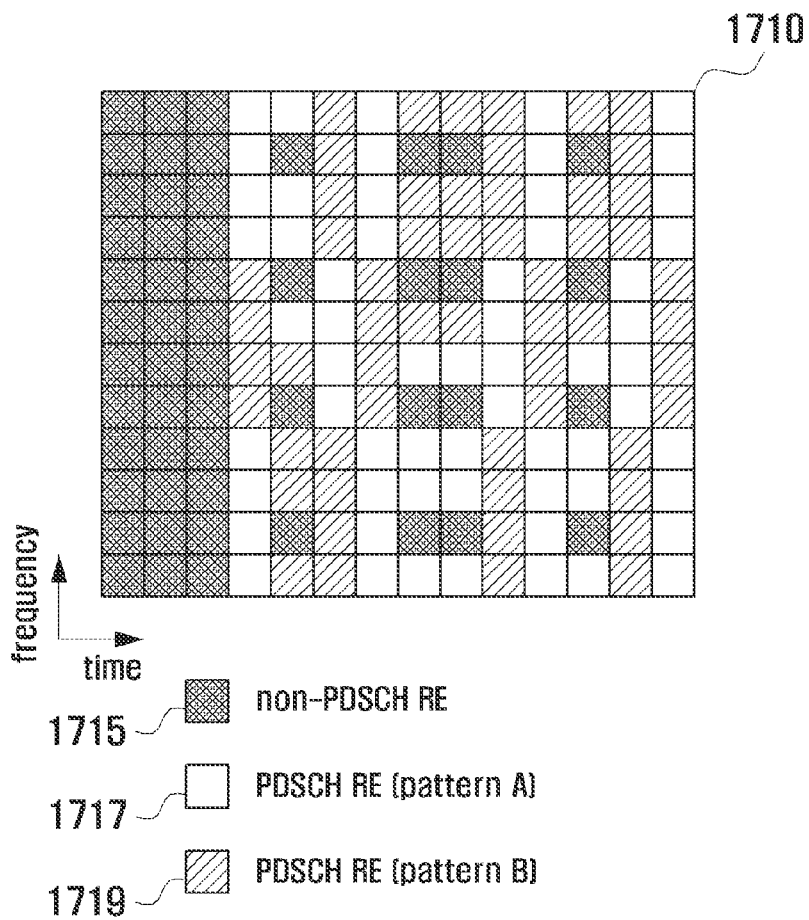 1710
frequency
time
non-PDSCH RE
1715
PDSCH RE (pattern A)
1717
PDSCH RE (pattern B)
1719